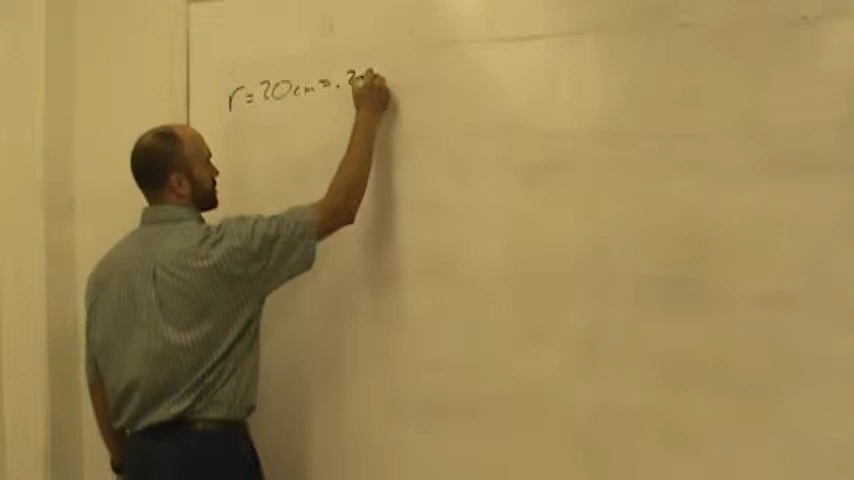 r = 20cm = .2